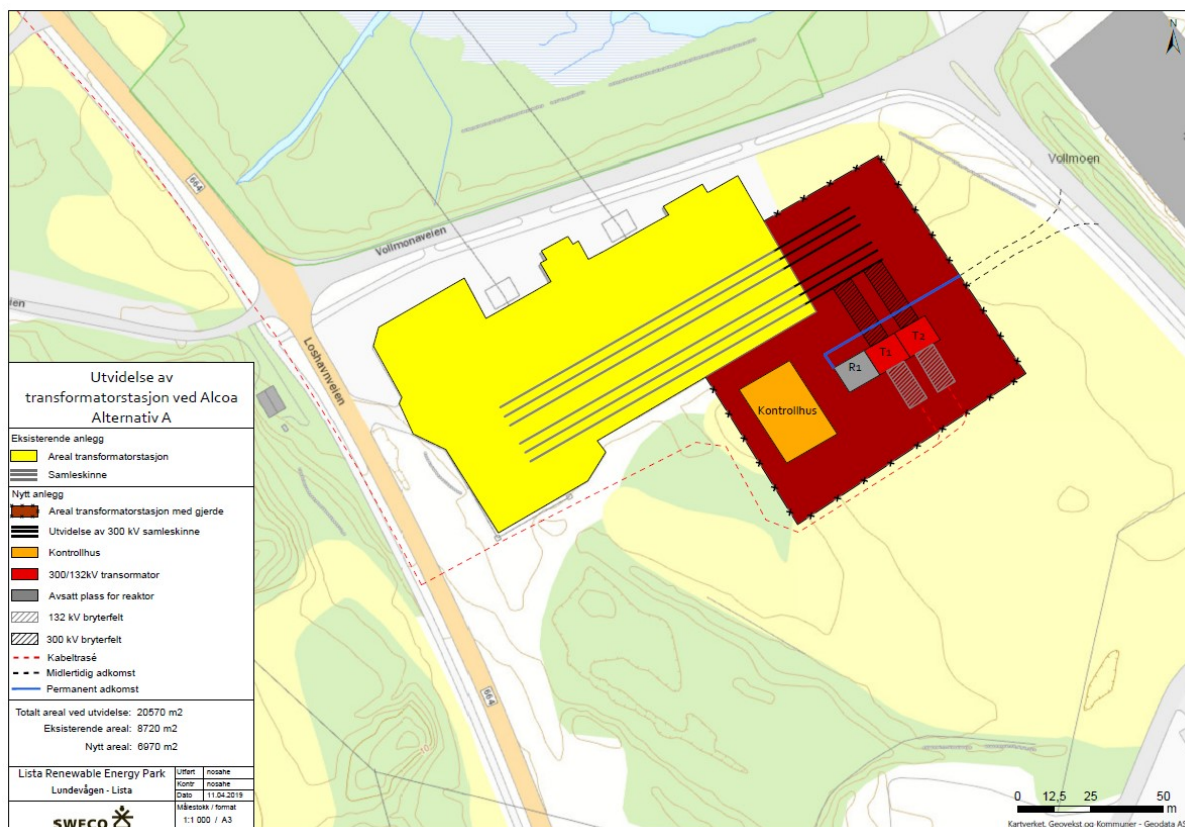 N
Vollmoen
664
Vollmonaveien
eien
Loshavnveien
T2
T1
R1
Kontrollhus
664
10
Utvidelse av
transformatorstasjon ved Alcoa
Alternativ A
Eksisterende anlegg
Areal transformatorstasjon
Samleskinne
Nytt anlegg
Areal transformatorstasjon med gjerde
Utvidelse av 300 kV samleskinne
Kontrollhus
300/132kV transormator
Avsatt plass for reaktor
132 kV bryterfelt
300 kV bryterfelt
Kabeltrasé
Midlertidig adkomst
Permanent adkomst
Totalt areal ved utvidelse: 20570 m2
Eksisterende areal: 8720 m2
Nytt areal: 6970 m2
Lista Renewable Energy Park
Lundevågen - Lista
Utført nosahe
Kontr nosahe
Dato 11.04.2019
Målestokk / format
1:1 000 / A3
SWECO
0 12,5 25 50
m
Kartverket, Geovekst og Kommuner - Geodata AS